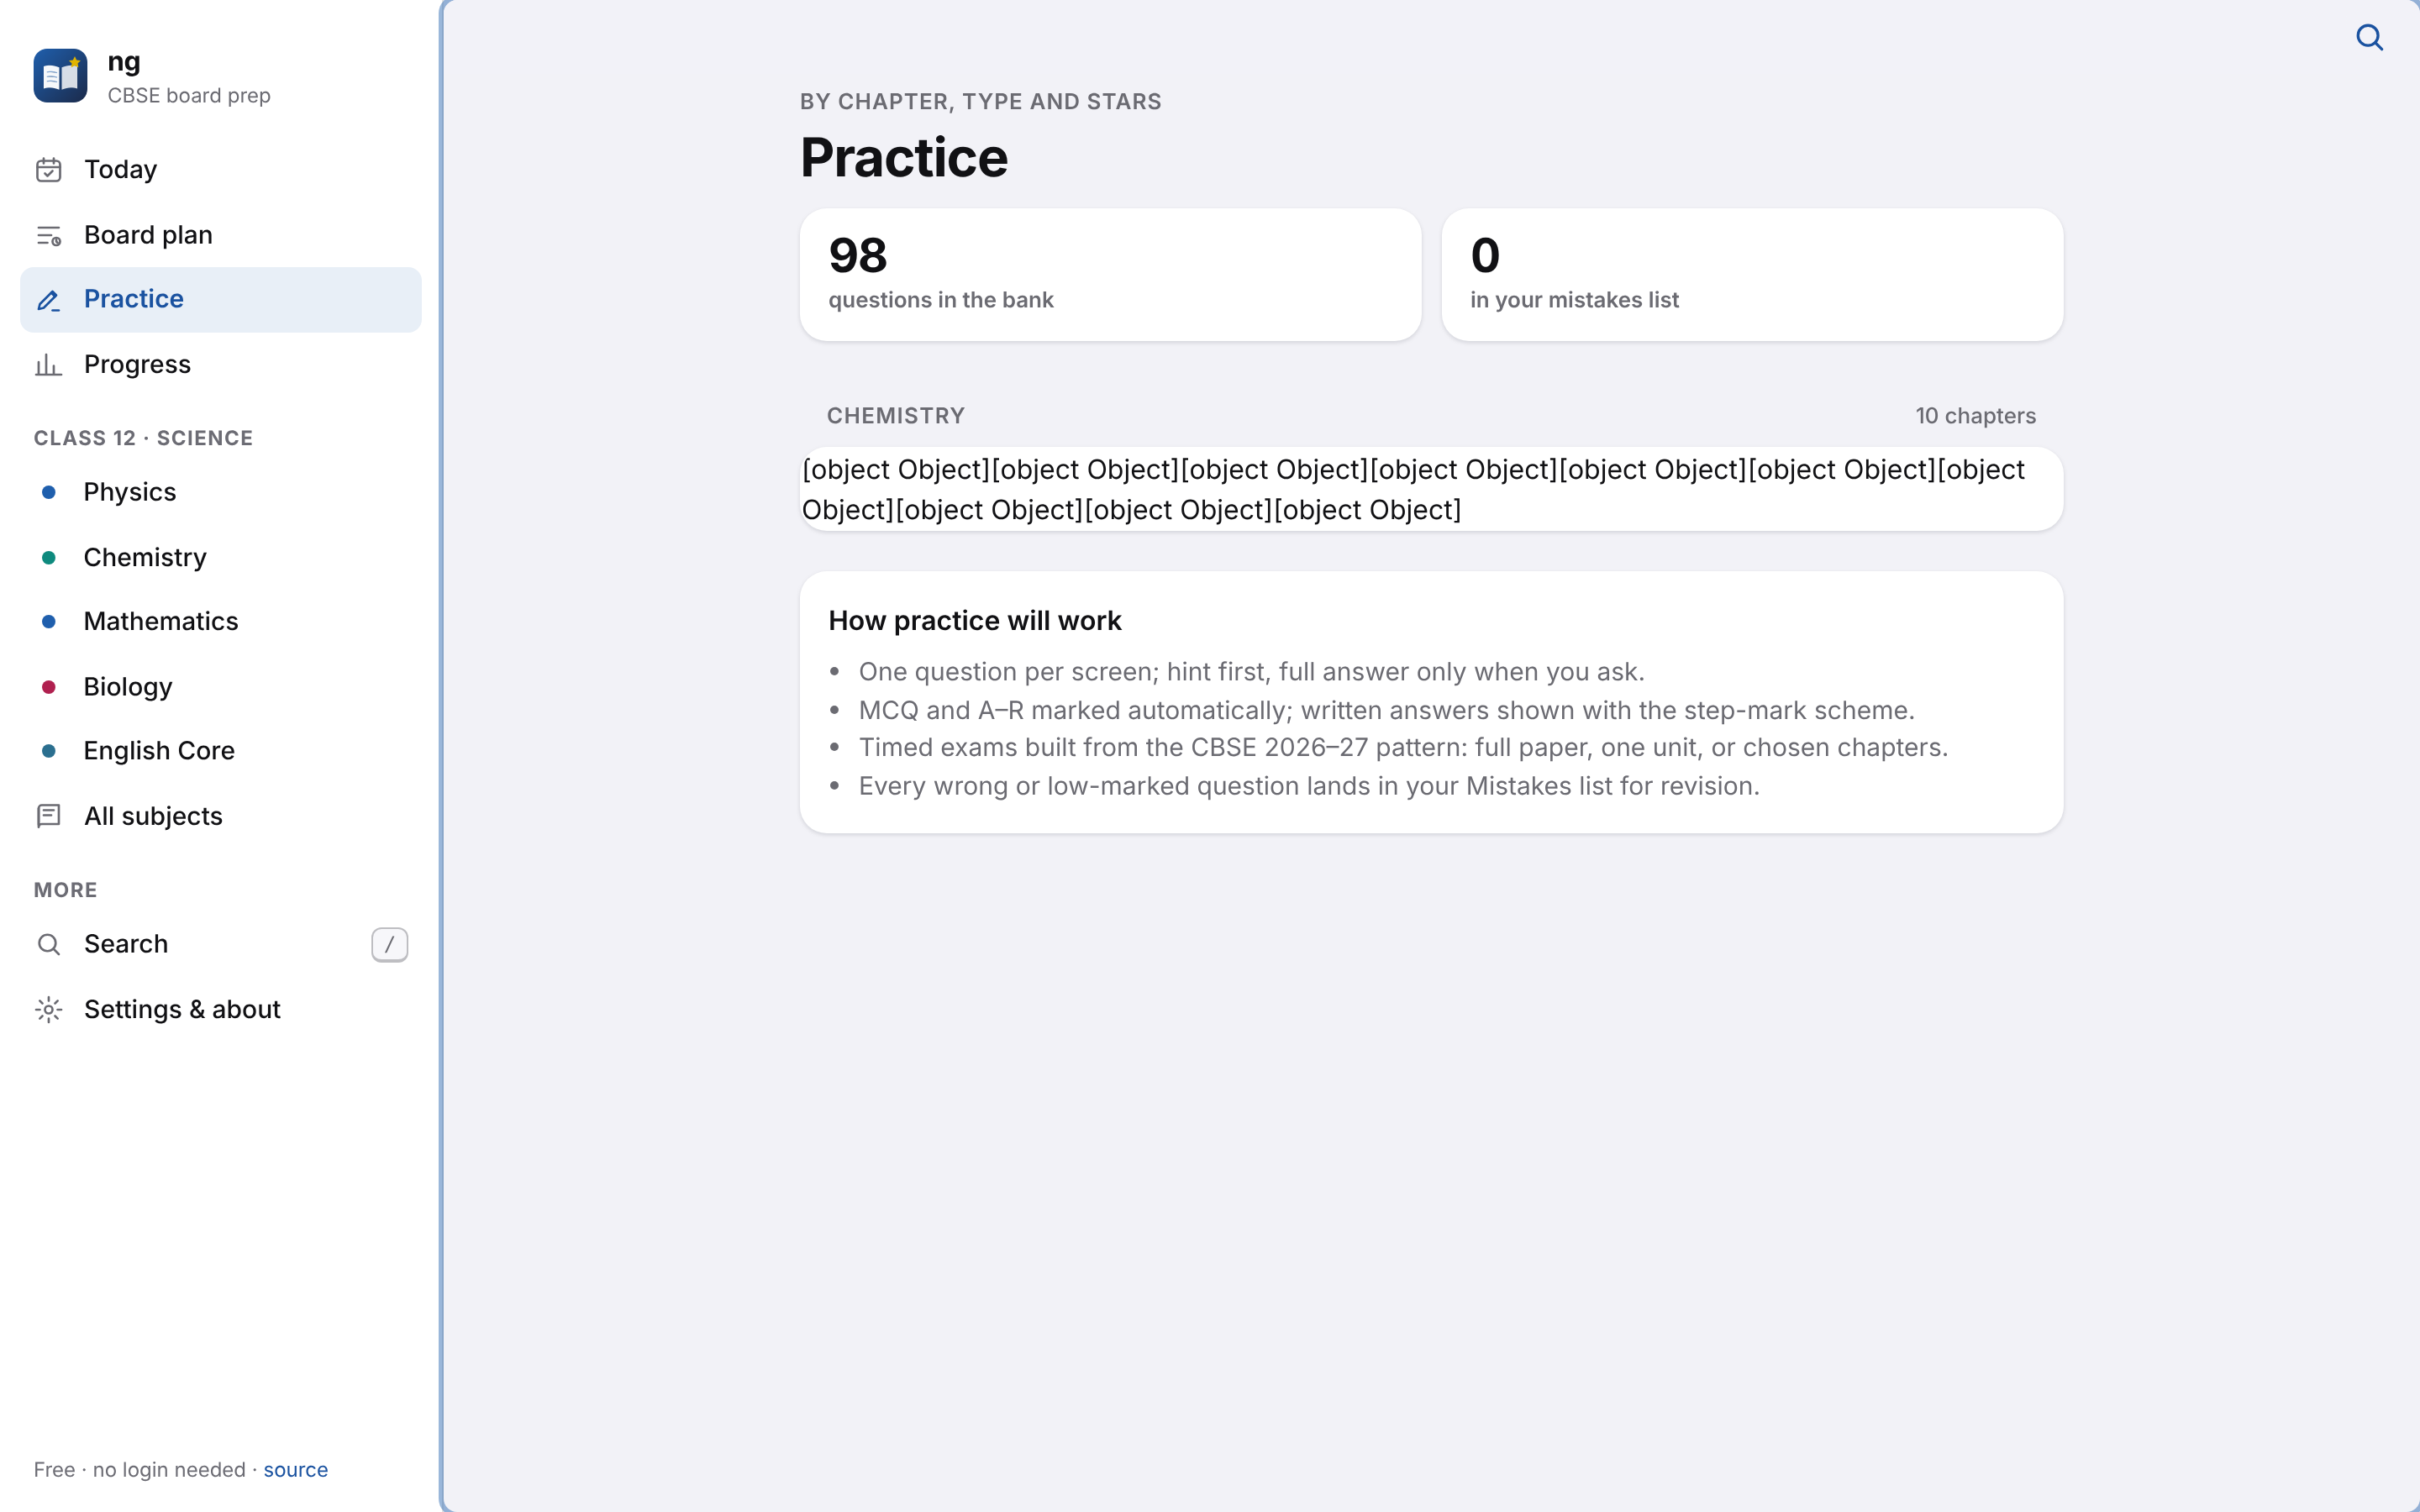 ng
CBSE board prep
Today
Board plan
Practice
Progress
CLASS 12 · SCIENCE
Physics
Chemistry
Mathematics
Biology
English Core
All subjects
MORE
Search
/
Settings & about
Free · no login needed · source
BY CHAPTER, TYPE AND STARS
Practice
98
questions in the bank
0
in your mistakes list
CHEMISTRY
10 chapters
[object Object][object Object][object Object][object Object][object Object][object Object][object
Object][object Object][object Object][object Object]
How practice will work
• One question per screen; hint first, full answer only when you ask.
• MCQ and A–R marked automatically; written answers shown with the step-mark scheme.
• Timed exams built from the CBSE 2026–27 pattern: full paper, one unit, or chosen chapters.
• Every wrong or low-marked question lands in your Mistakes list for revision.